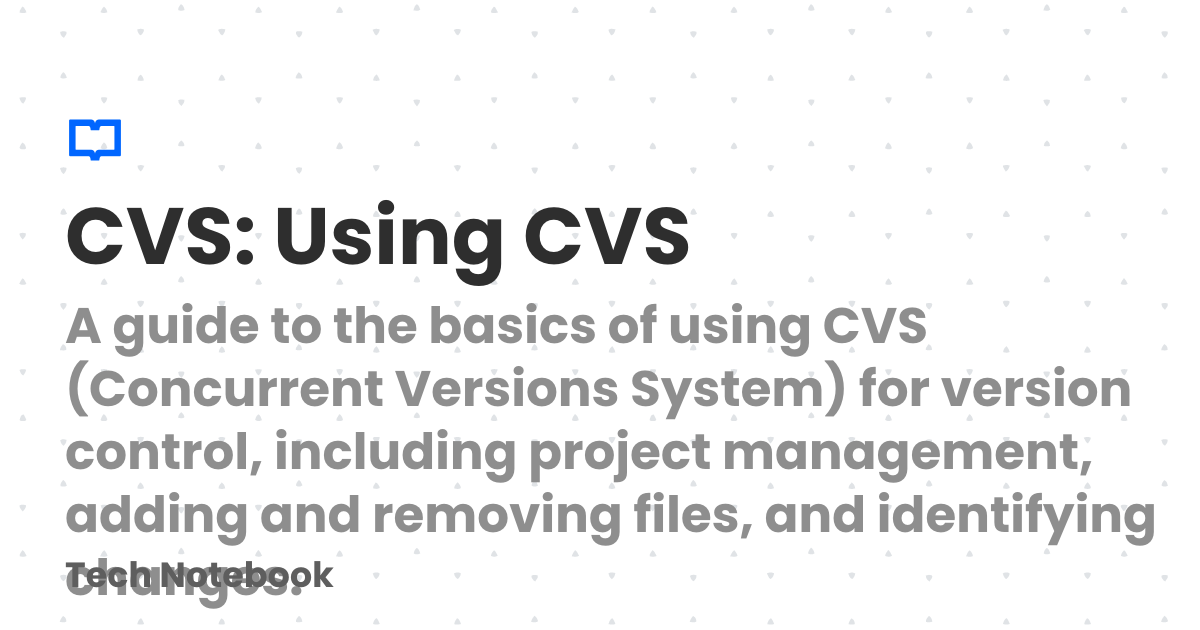 CVS: Using CVS
A guide to the basics of using CVS
(Concurrent Versions System) for version
control, including project management,
adding and removing files, and identifying
changes.
Tech Notebook